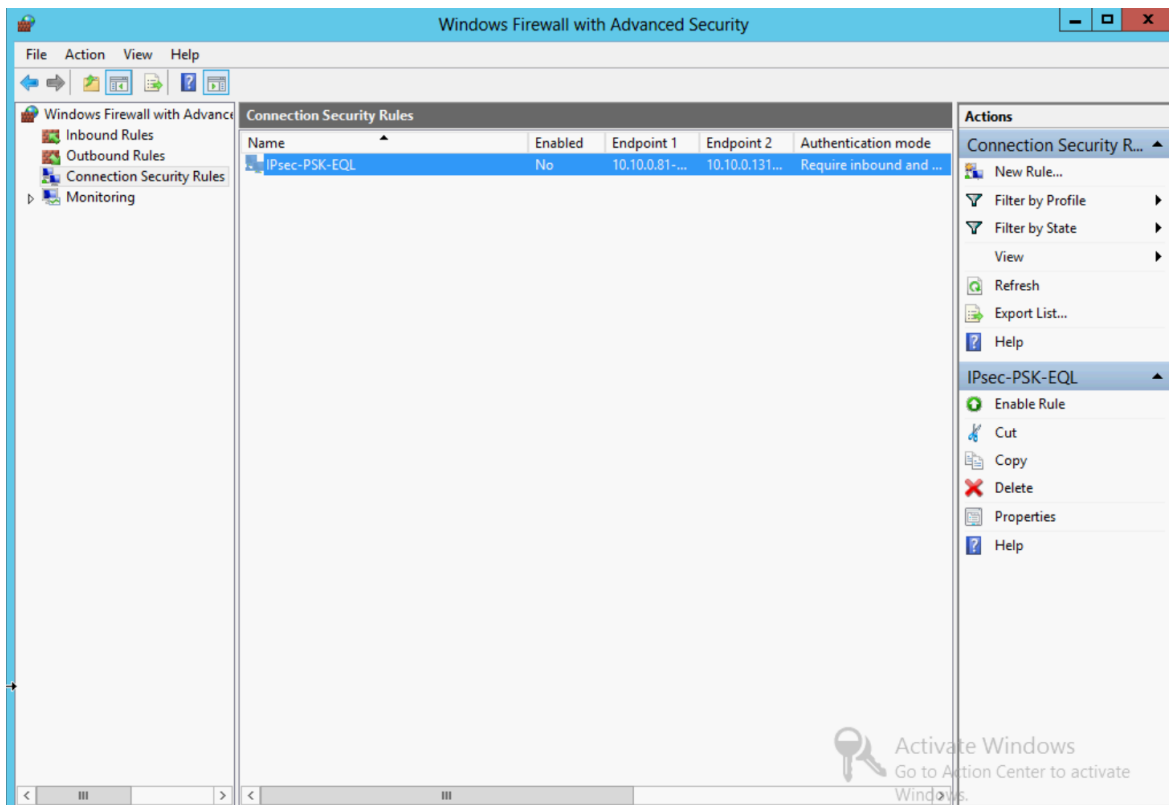 Windows Firewall with Advanced Security
File Action View Help
Windows Firewall with Advance
Inbound Rules
Outbound Rules
Connection Security Rules
Monitoring
Connection Security Rules
Name Enabled Endpoint 1 Endpoint 2 Authentication mode
IPsec-PSK-EQL No 10.10.0.81-... 10.10.0.131... Require inbound and ...
Actions
Connection Security R...
New Rule...
Filter by Profile
Filter by State
View
Refresh
Export List...
Help
IPsec-PSK-EQL
Enable Rule
Cut
Copy
Delete
Properties
Help
Activate Windows
Go to Action Center to activate
Windows.